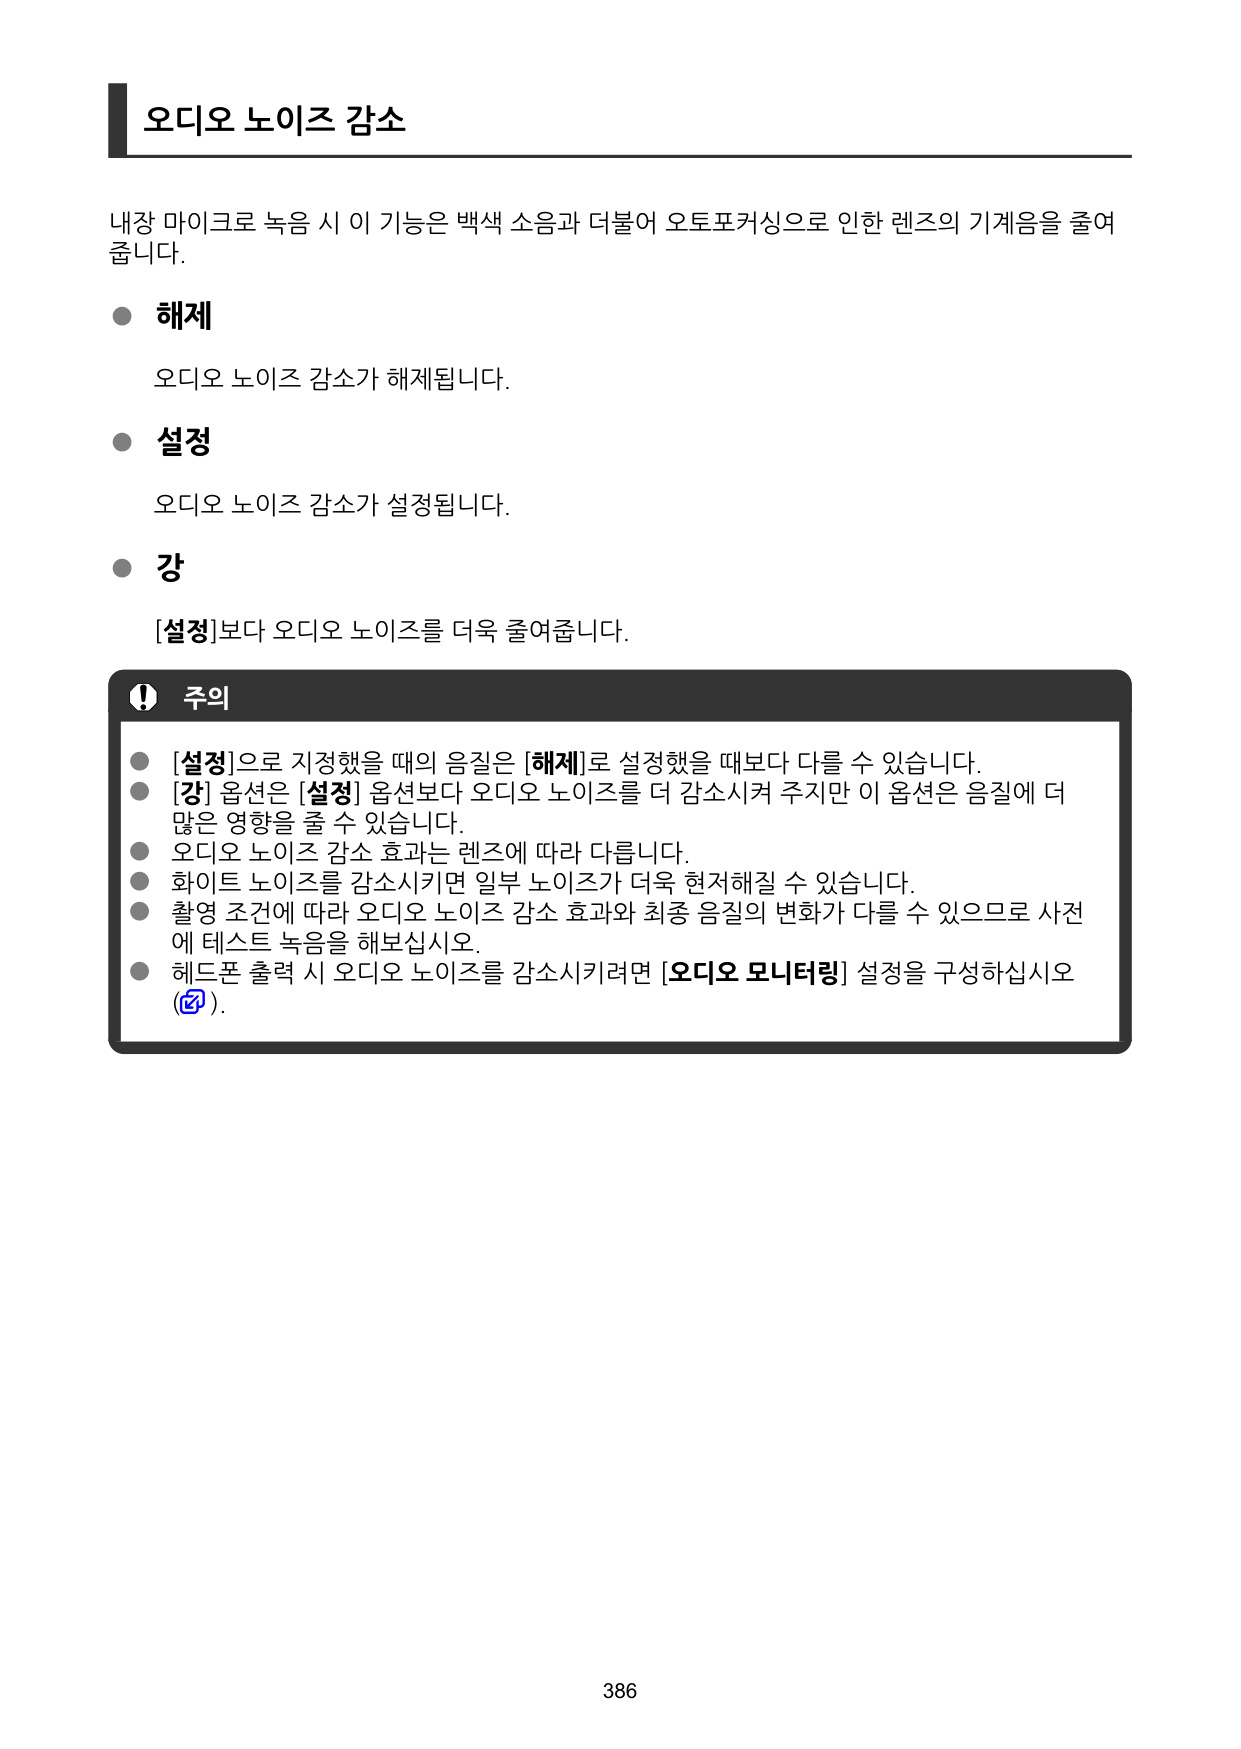 오디오 노이즈 감소
내장 마이크로 녹음 시 이 기능은 백색 소음과 더불어 오토포커싱으로 인한 렌즈의 기계음을 줄여
줍니다.
● 해제
오디오 노이즈 감소가 해제됩니다.
● 설정
오디오 노이즈 감소가 설정됩니다.
● 강
[설정]보다 오디오 노이즈를 더욱 줄여줍니다.
주의
● [설정]으로 지정했을 때의 음질은 [해제]로 설정했을 때보다 다를 수 있습니다.
● [강] 옵션은 [설정] 옵션보다 오디오 노이즈를 더 감소시켜 주지만 이 옵션은 음질에 더
많은 영향을 줄 수 있습니다.
● 오디오 노이즈 감소 효과는 렌즈에 따라 다릅니다.
● 화이트 노이즈를 감소시키면 일부 노이즈가 더욱 현저해질 수 있습니다.
● 촬영 조건에 따라 오디오 노이즈 감소 효과와 최종 음질의 변화가 다를 수 있으므로 사전
에 테스트 녹음을 해보십시오.
● 헤드폰 출력 시 오디오 노이즈를 감소시키려면 [오디오 모니터링] 설정을 구성하십시오
( ).
386